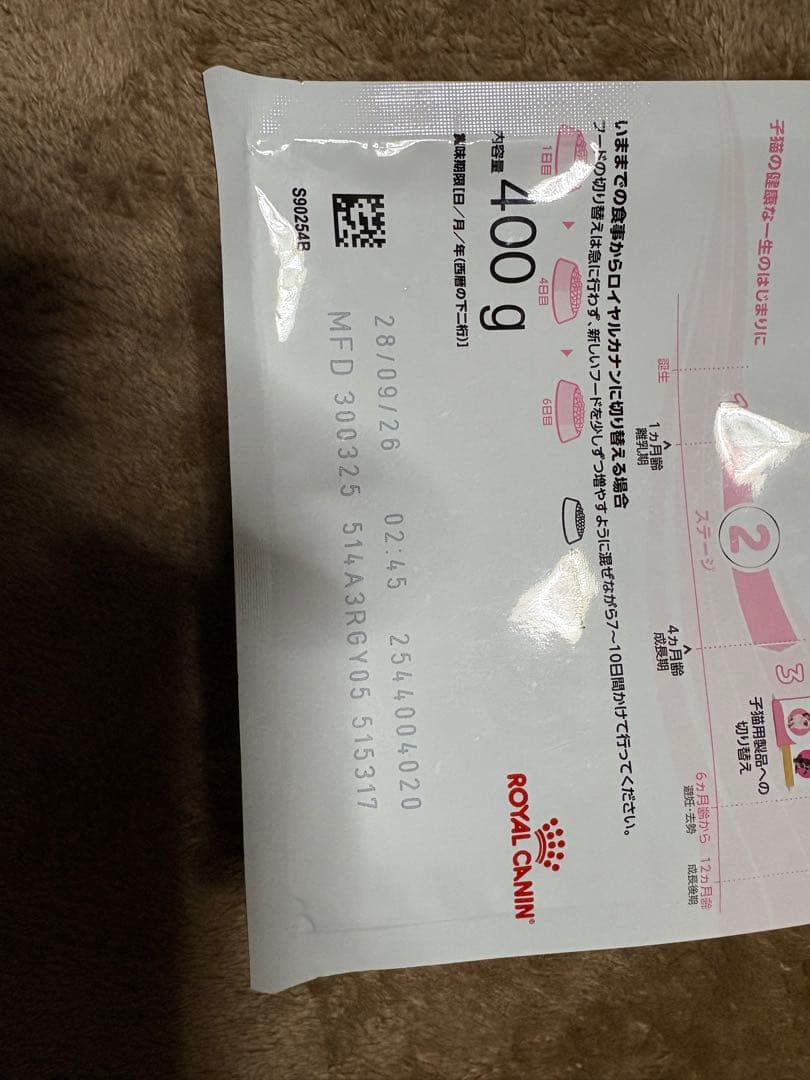 子猫の健康な一生のはじまりに
誕生
1ヵ月齢
離乳期
ステージ
2
4ヵ月齢
成長期
3
子猫用製品への
切り替え
6ヵ月齢から
避妊・去勢
12ヵ月齢
成長後期
いままでの食事からロイヤルカナンに切り替える場合
フードの切り替えは急に行わず、新しいフードを少しずつ増やすように混ぜながら7〜10日間かけて行ってください。
1日目
4日目
6日目
内容量 400 g
賞味期限[日/月/年(西暦の下二桁)]
28/09/26 02:45 2544004020
MFD 300325 514A3RGY05 515317
S90254B
ROYAL CANIN®